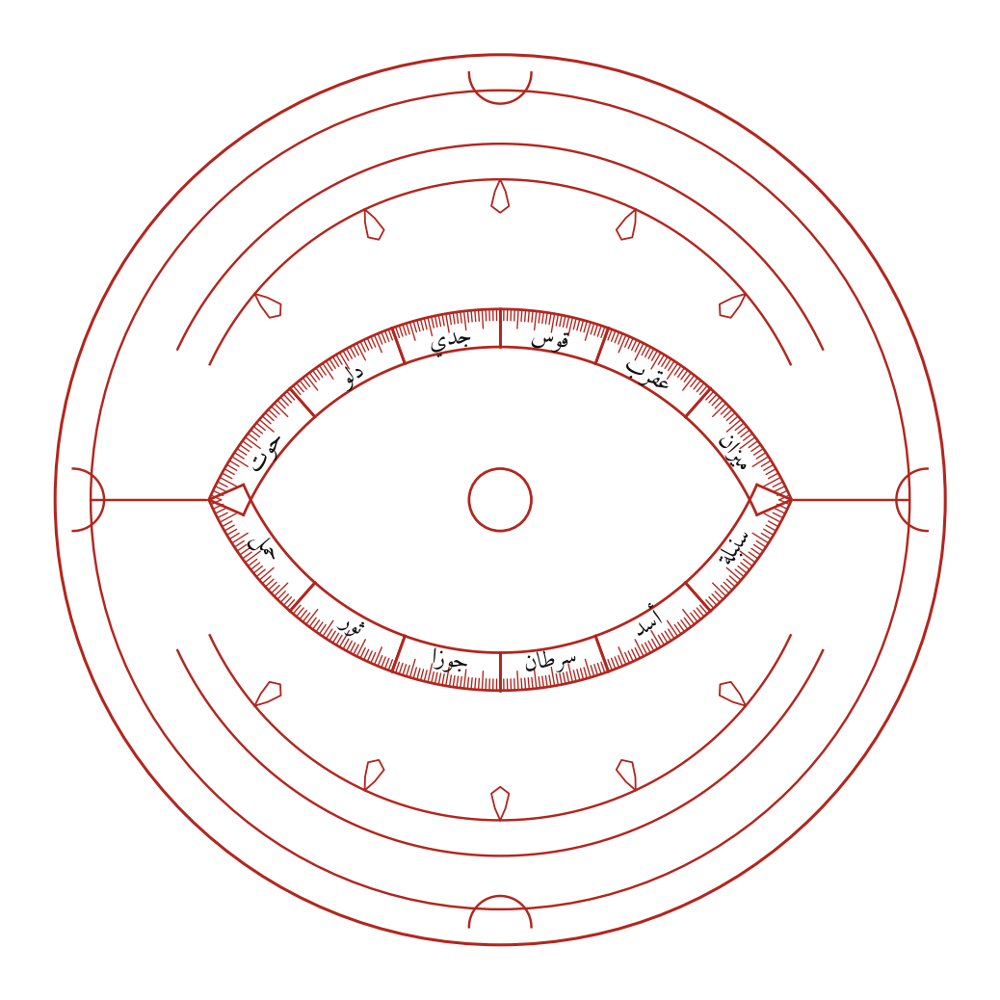 حمل
ثور
جوزا
سرطان
أسد
سنبلة
ميزان
عقرب
قوس
جدي
دلو
حوت